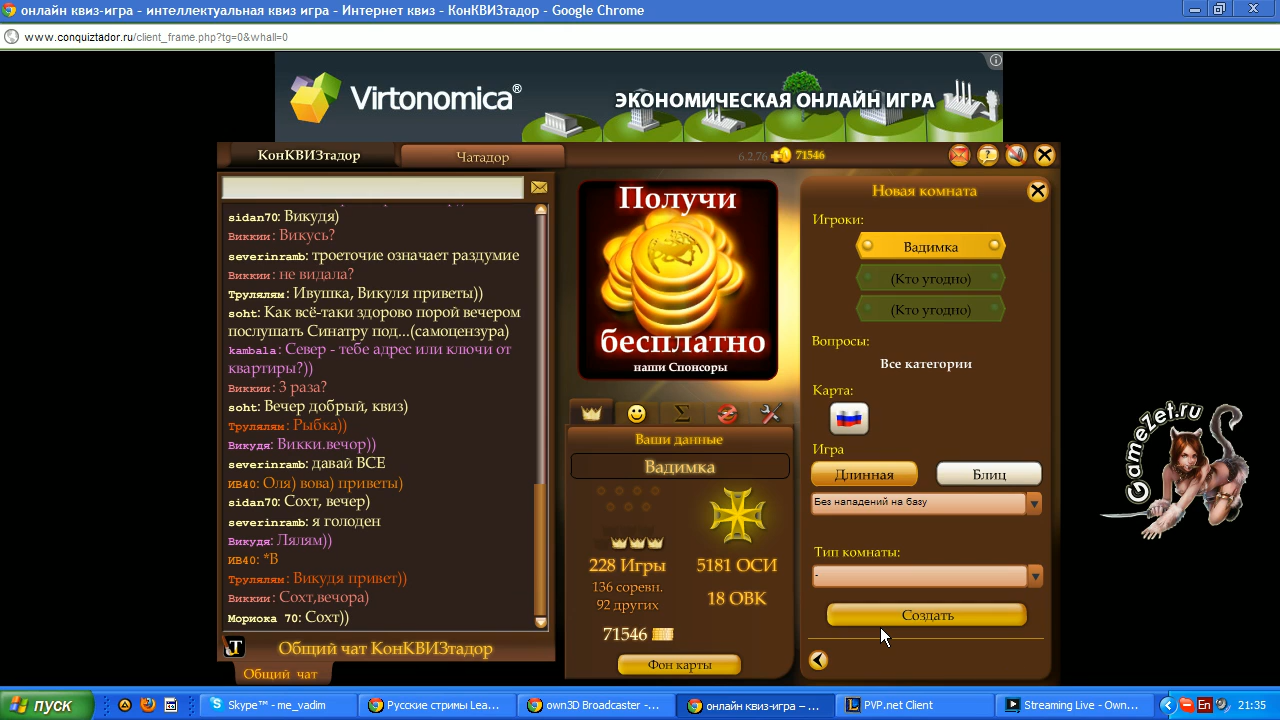 онлайн квиз-игра - интеллектуальная квиз игра - Интернет квиз - КонКВИЗтадор - Google Chrome
www.conquiztador.ru/client_frame.php?tg=0&whall=0
Virtonomica®
ЭКОНОМИЧЕСКАЯ ОНЛАЙН ИГРА
КонКВИЗтадор
Чатадор
6.2.76
71546
sidan70: Викудя)
Виккии: Викусь?
severinramb: троеточие означает раздумие
Виккии: не видала?
Трулялям: Ивушка, Викуля приветы))
soht: Как всё-таки здорово порой вечером
послушать Синатру под...(самоцензура)
kambala: Север - тебе адрес или ключи от
квартиры?))
Виккии: 3 раза?
soht: Вечер добрый, квиз)
Трулялям: Рыбка))
Викудя: Викки.вечор))
severinramb: давай ВСЕ
ИВ40: Оля) вова) приветы)
sidan70: Сохт, вечер)
severinramb: я голоден
Викудя: Лялям))
ИВ40: *В
Трулялям: Викудя привет))
Виккии: Сохт,вечора)
Мориока 70: Сохт))
Общий чат КонКВИЗтадор
Общий чат
Получи
бесплатно
наши Спонсоры
Ваши данные
Вадимка
228 Игры
5181 ОСИ
136 соревн.
92 других
18 ОВК
71546
Фон карты
Новая комната
Игроки:
Вадимка
(Кто угодно)
(Кто угодно)
Вопросы:
Все категории
Карта:
Игра
Длинная
Блиц
Без нападений на базу
Тип комнаты:
-
Создать
GameZet.ru
пуск
Skype™ - me_vadim
Русские стримы Lea...
own3D Broadcaster -...
онлайн квиз-игра – ...
PVP.net Client
Streaming Live - Own...
En
21:35